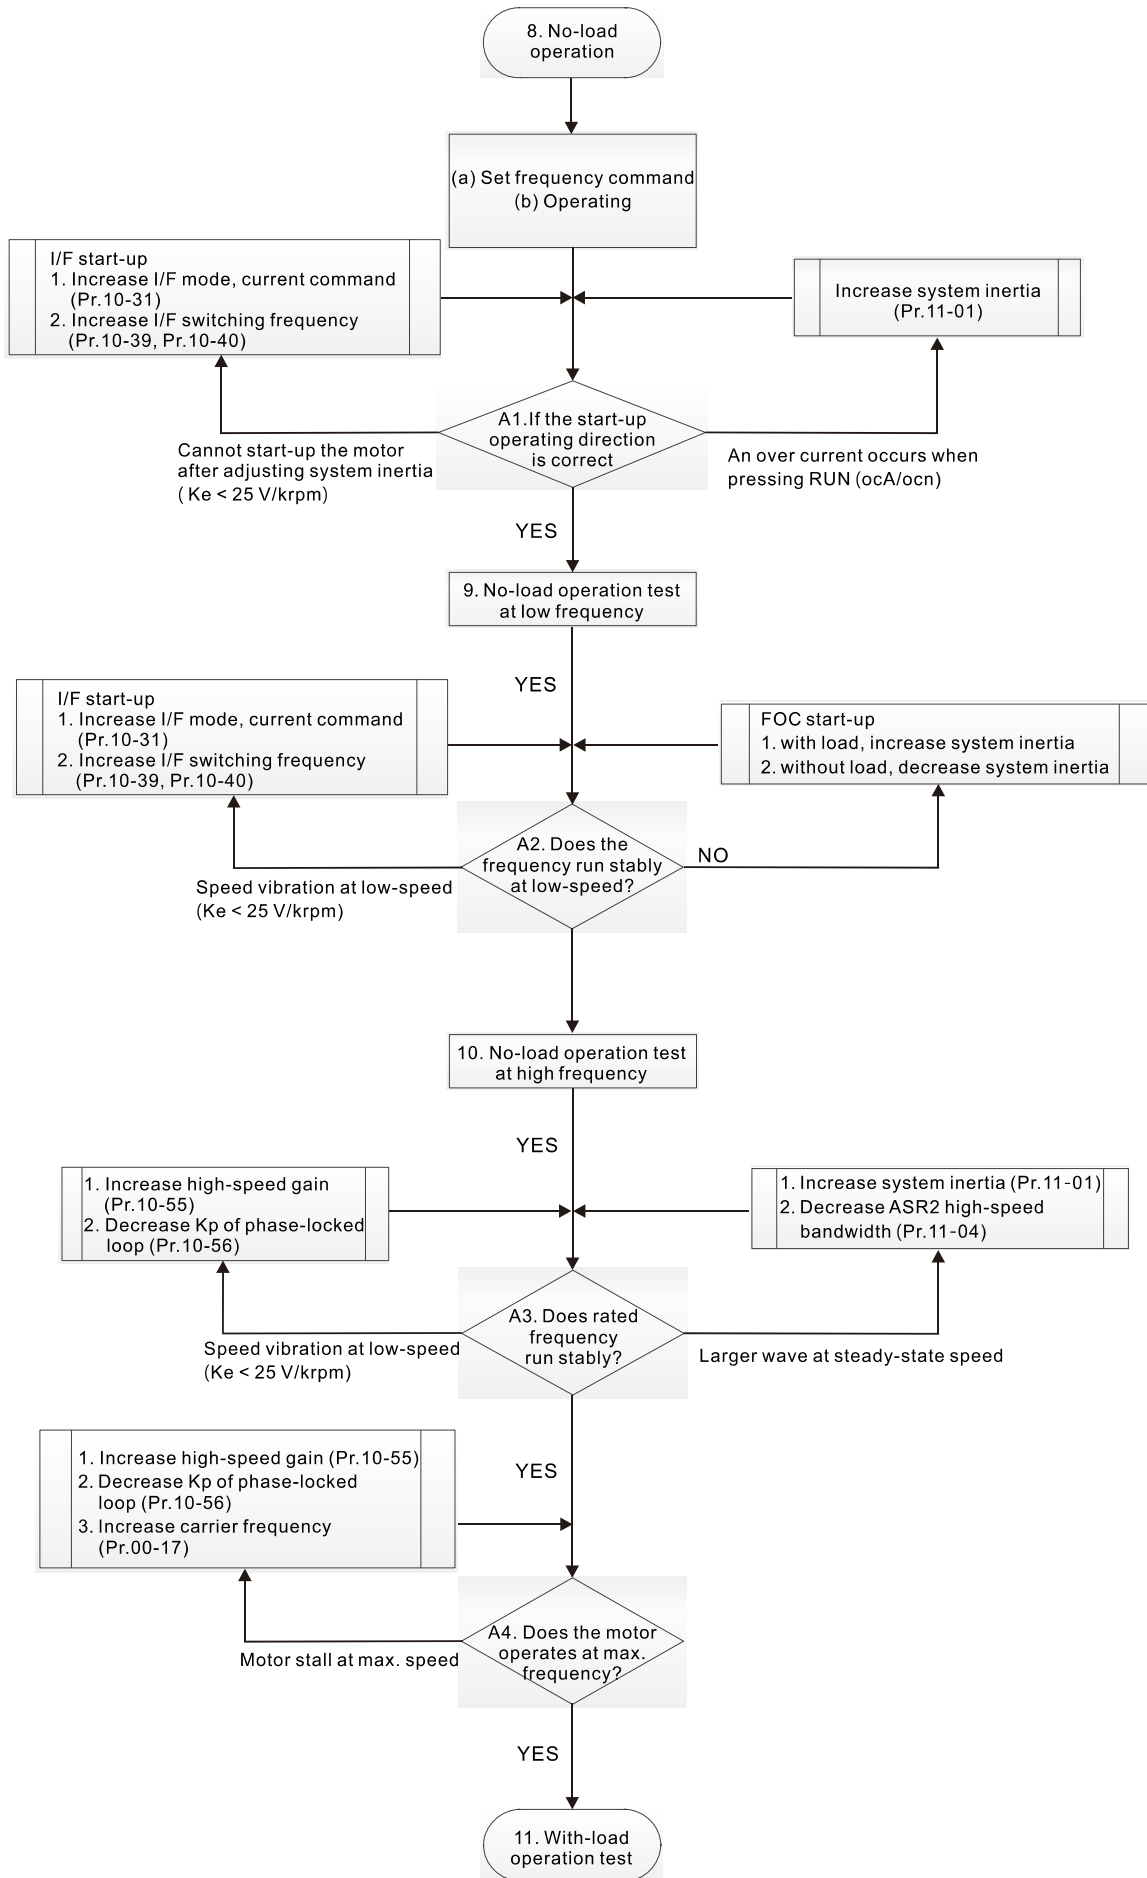 8. No-load
operation
(a) Set frequency command
(b) Operating
I/F start-up
1. Increase I/F mode, current command
(Pr.10-31)
2. Increase I/F switching frequency
(Pr.10-39, Pr.10-40)
Increase system inertia
(Pr.11-01)
A1.If the start-up
operating direction
is correct
Cannot start-up the motor
after adjusting system inertia
( Ke < 25 V/krpm)
An over current occurs when
pressing RUN (ocA/ocn)
YES
9. No-load operation test
at low frequency
YES
I/F start-up
1. Increase I/F mode, current command
(Pr.10-31)
2. Increase I/F switching frequency
(Pr.10-39, Pr.10-40)
FOC start-up
1. with load, increase system inertia
2. without load, decrease system inertia
A2. Does the
frequency run stably
at low-speed?
NO
Speed vibration at low-speed
(Ke < 25 V/krpm)
10. No-load operation test
at high frequency
YES
1. Increase high-speed gain
(Pr.10-55)
2. Decrease Kp of phase-locked
loop (Pr.10-56)
1. Increase system inertia (Pr.11-01)
2. Decrease ASR2 high-speed
bandwidth (Pr.11-04)
A3. Does rated
frequency
run stably?
Speed vibration at low-speed
(Ke < 25 V/krpm)
Larger wave at steady-state speed
1. Increase high-speed gain (Pr.10-55)
2. Decrease Kp of phase-locked
loop (Pr.10-56)
3. Increase carrier frequency
(Pr.00-17)
YES
A4. Does the motor
operates at max.
frequency?
Motor stall at max. speed
YES
11. With-load
operation test